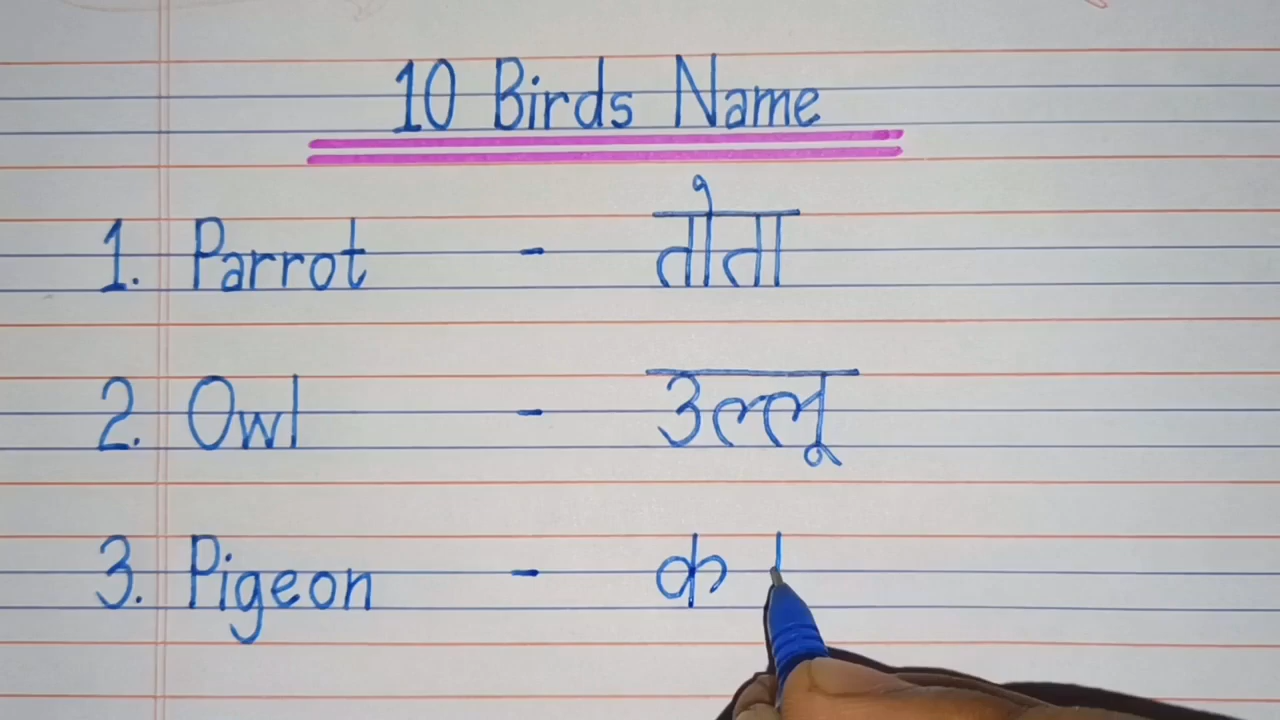 10 Birds Name
1. Parrot - तोता
2. Owl - उल्लू
3. Pigeon - क